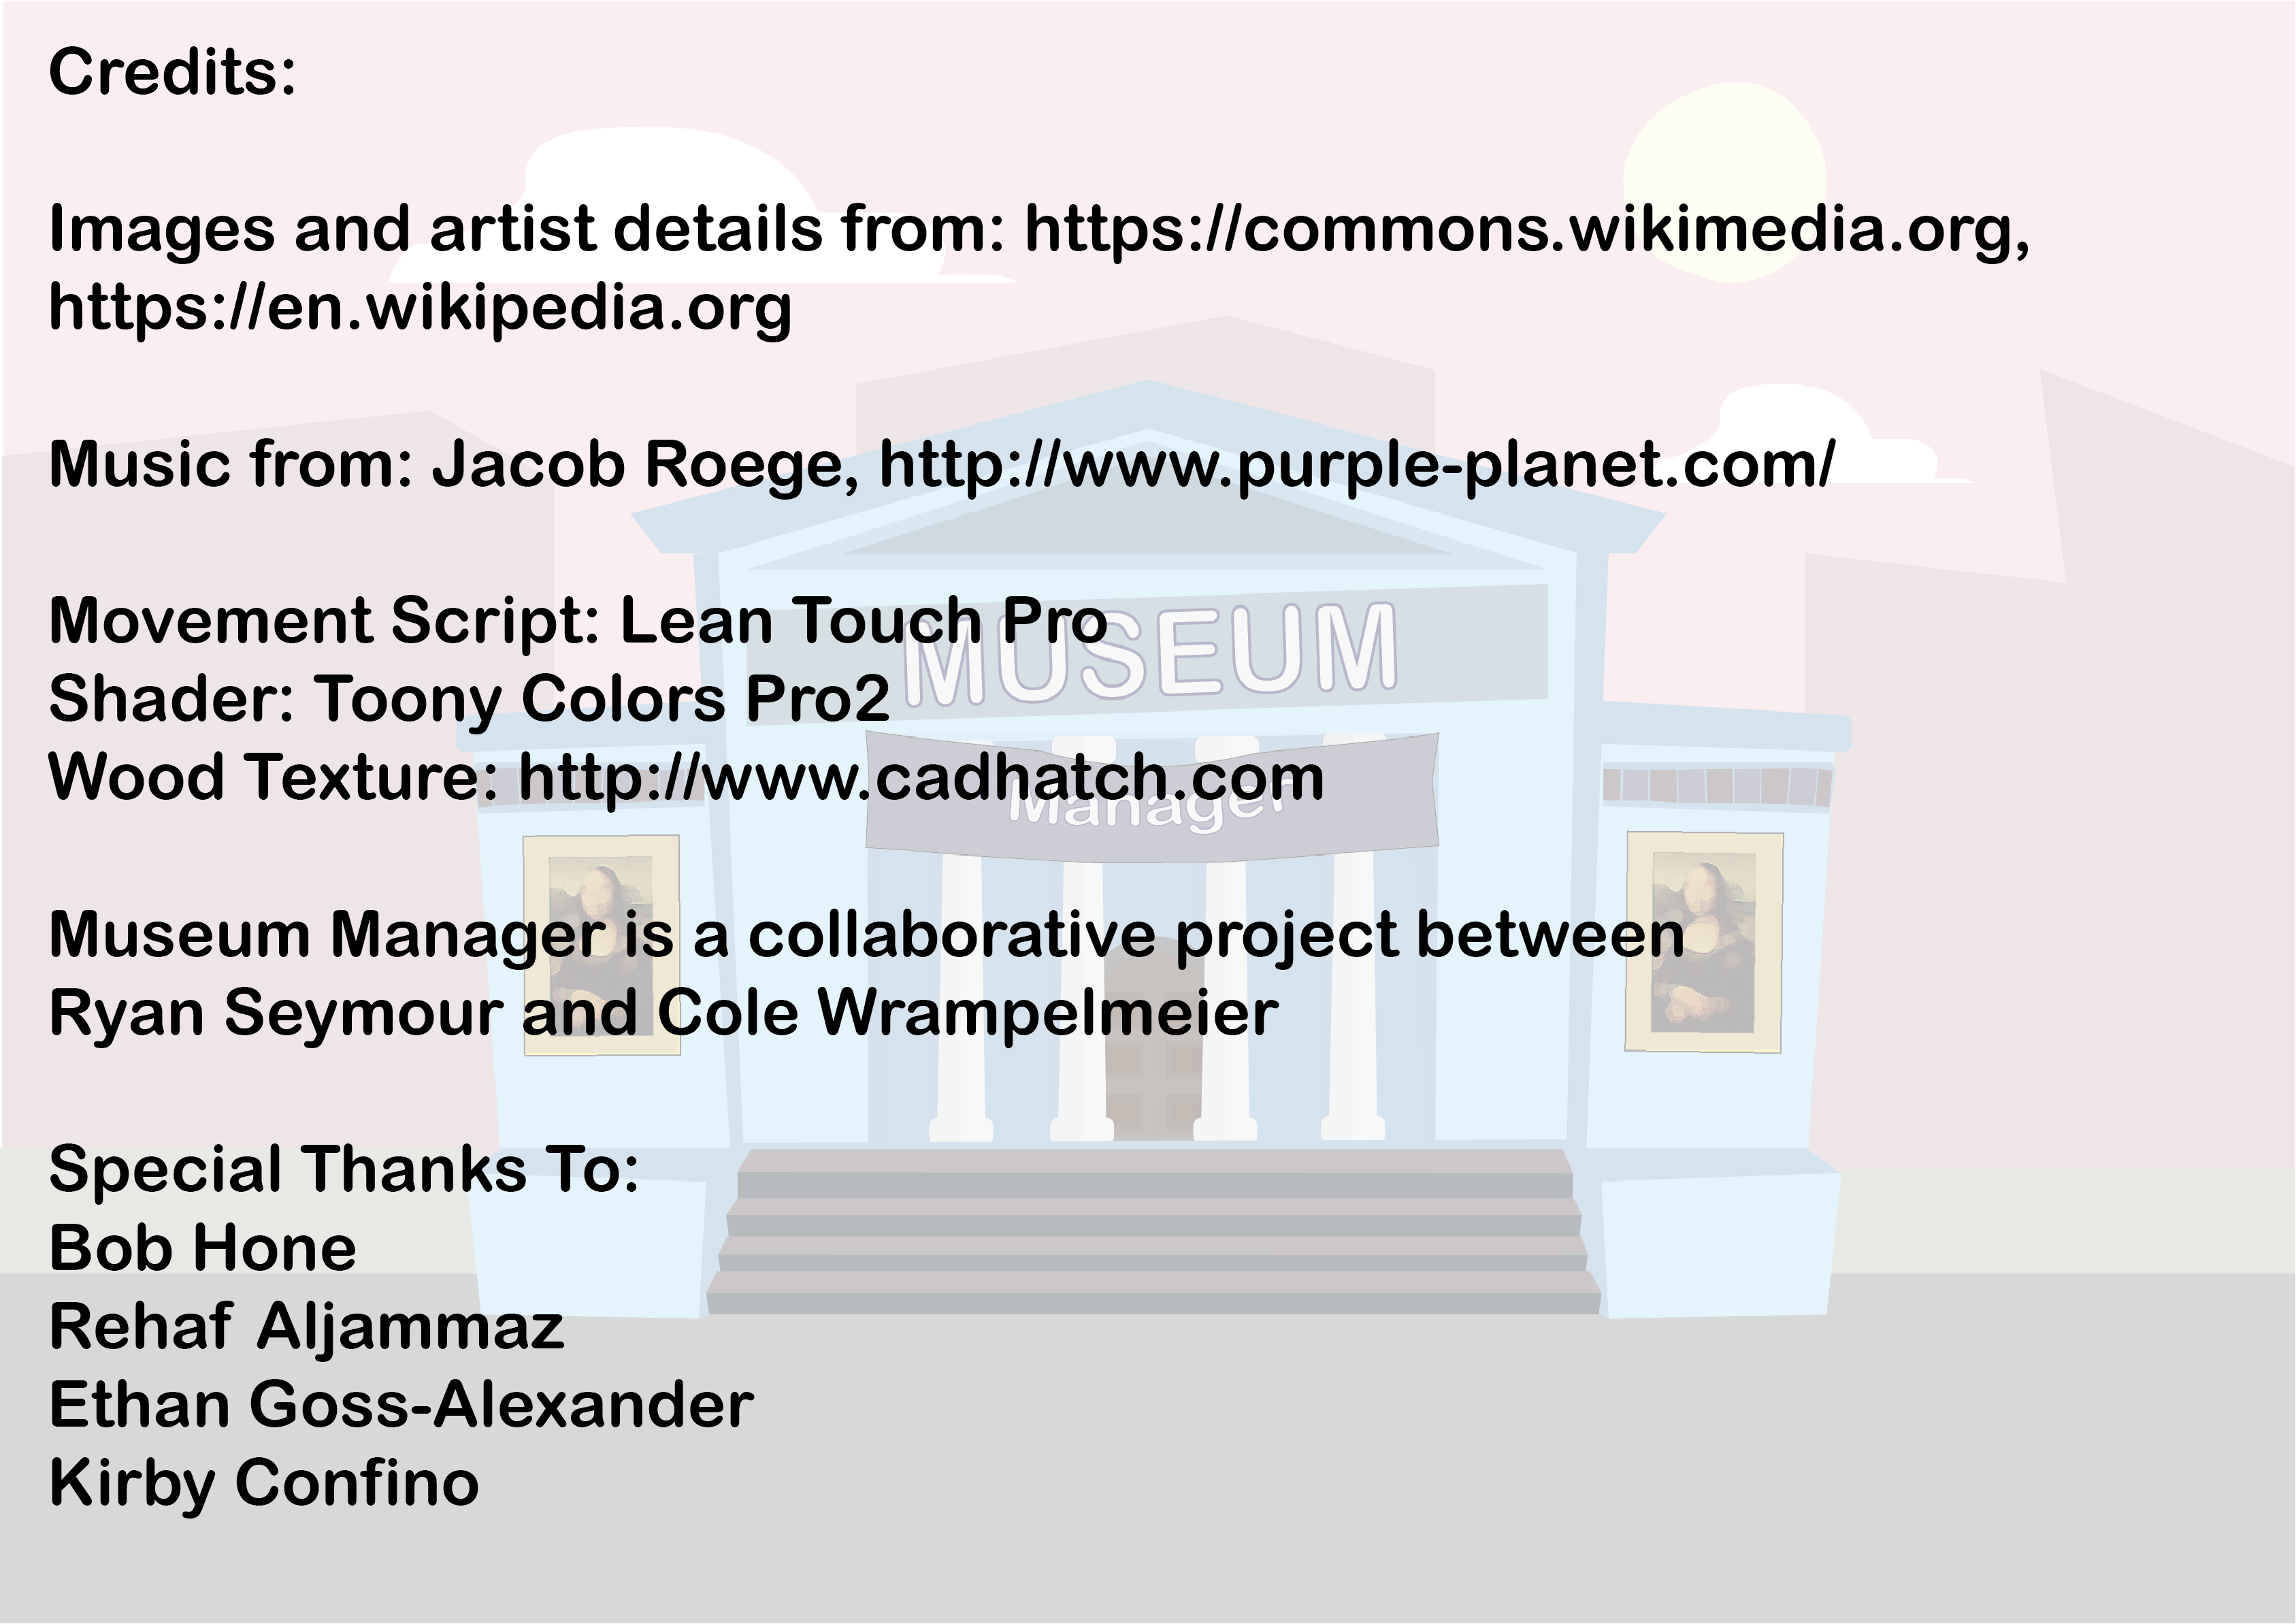 Credits:
Images and artist details from: https://commons.wikimedia.org,
https://en.wikipedia.org
Music from: Jacob Roege, http://www.purple-planet.com/
Movement Script: Lean Touch Pro
Shader: Toony Colors Pro2
Wood Texture: http://www.cadhatch.com
MUSEUM
Manager
Museum Manager is a collaborative project between
Ryan Seymour and Cole Wrampelmeier
Special Thanks To:
Bob Hone
Rehaf Aljammaz
Ethan Goss-Alexander
Kirby Confino